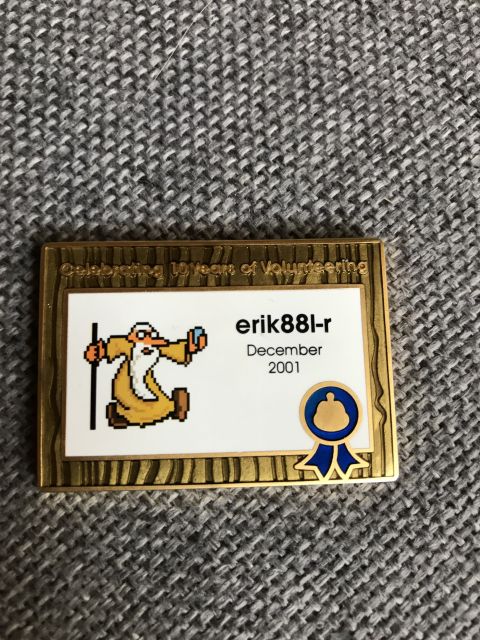 Celebrating 10 Years of Volunteering
erik88l-r
December
2001